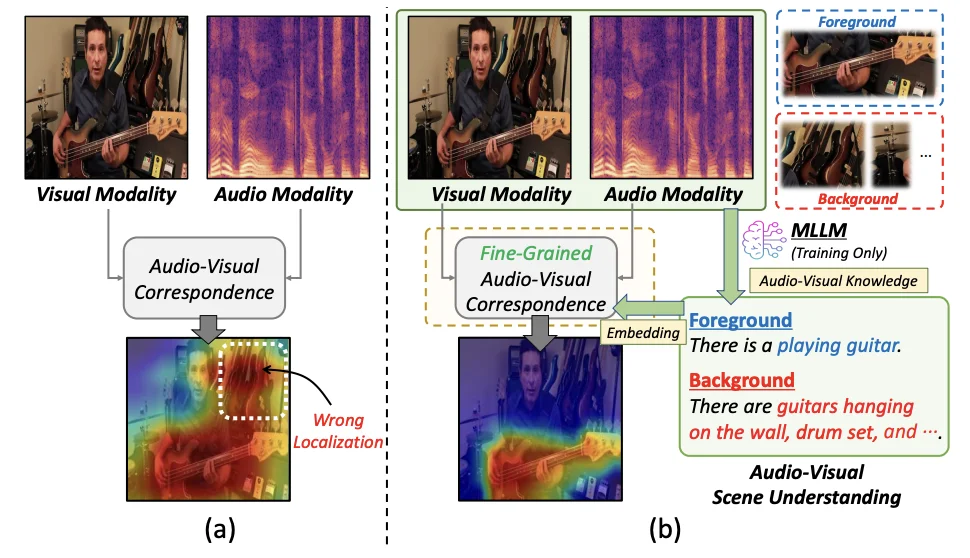 Visual Modality
Audio Modality
Audio-Visual
Correspondence
Wrong
Localization
(a)
Visual Modality
Audio Modality
Foreground
...
Background
MLLM
(Training Only)
Audio-Visual Knowledge
Fine-Grained
Audio-Visual
Correspondence
Embedding
Foreground
There is a playing guitar.
Background
There are guitars hanging
on the wall, drum set, and ⋯.
Audio-Visual
Scene Understanding
(b)